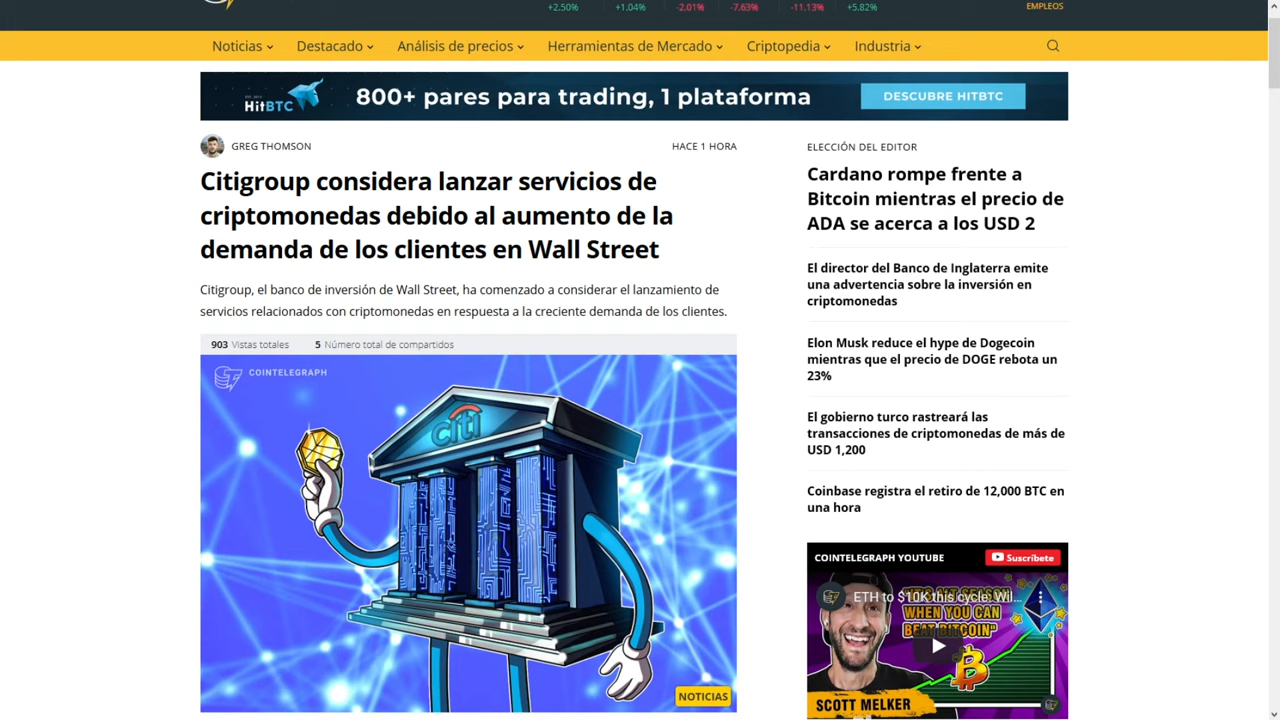 +2.50% +1.04% -2.01% -7.63% -11.13% +5.82%
EMPLEOS
Noticias Destacado Análisis de precios Herramientas de Mercado Criptopedia Industria
HitBTC
800+ pares para trading, 1 plataforma
DESCUBRE HITBTC
GREG THOMSON
HACE 1 HORA
Citigroup considera lanzar servicios de
criptomonedas debido al aumento de la
demanda de los clientes en Wall Street
Citigroup, el banco de inversión de Wall Street, ha comenzado a considerar el lanzamiento de
servicios relacionados con criptomonedas en respuesta a la creciente demanda de los clientes.
903 Vistas totales 5 Número total de compartidos
COINTELEGRAPH
citi
NOTICIAS
ELECCIÓN DEL EDITOR
Cardano rompe frente a
Bitcoin mientras el precio de
ADA se acerca a los USD 2
El director del Banco de Inglaterra emite
una advertencia sobre la inversión en
criptomonedas
Elon Musk reduce el hype de Dogecoin
mientras que el precio de DOGE rebota un
23%
El gobierno turco rastreará las
transacciones de criptomonedas de más de
USD 1,200
Coinbase registra el retiro de 12,000 BTC en
una hora
COINTELEGRAPH YOUTUBE
Suscríbete
ETH to $10K this cycle: Wil...
WHEN YOU CAN
BEAT BITCOIN"
SCOTT MELKER